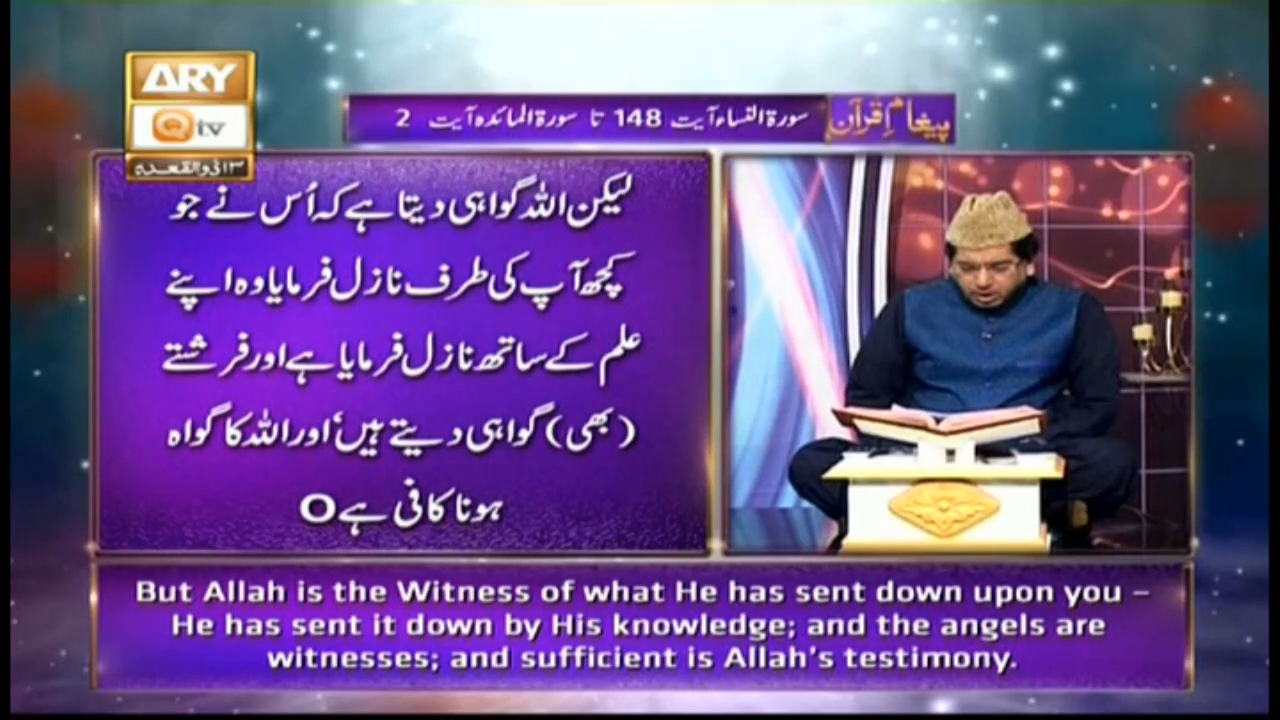 ARY
Qtv
۱۳ ذوالقعدہ
پیغامِ قرآن
سورۃ النساء آیت 148 تا سورۃ المائدہ آیت 2
لیکن اللہ گواہی دیتا ہے کہ اُس نے جو
کچھ آپ کی طرف نازل فرمایا وہ اپنے
علم کے ساتھ نازل فرمایا ہے اور فرشتے
(بھی) گواہی دیتے ہیں' اور اللہ کا گواہ
ہونا کافی ہے O
But Allah is the Witness of what He has sent down upon you –
He has sent it down by His knowledge; and the angels are
witnesses; and sufficient is Allah's testimony.